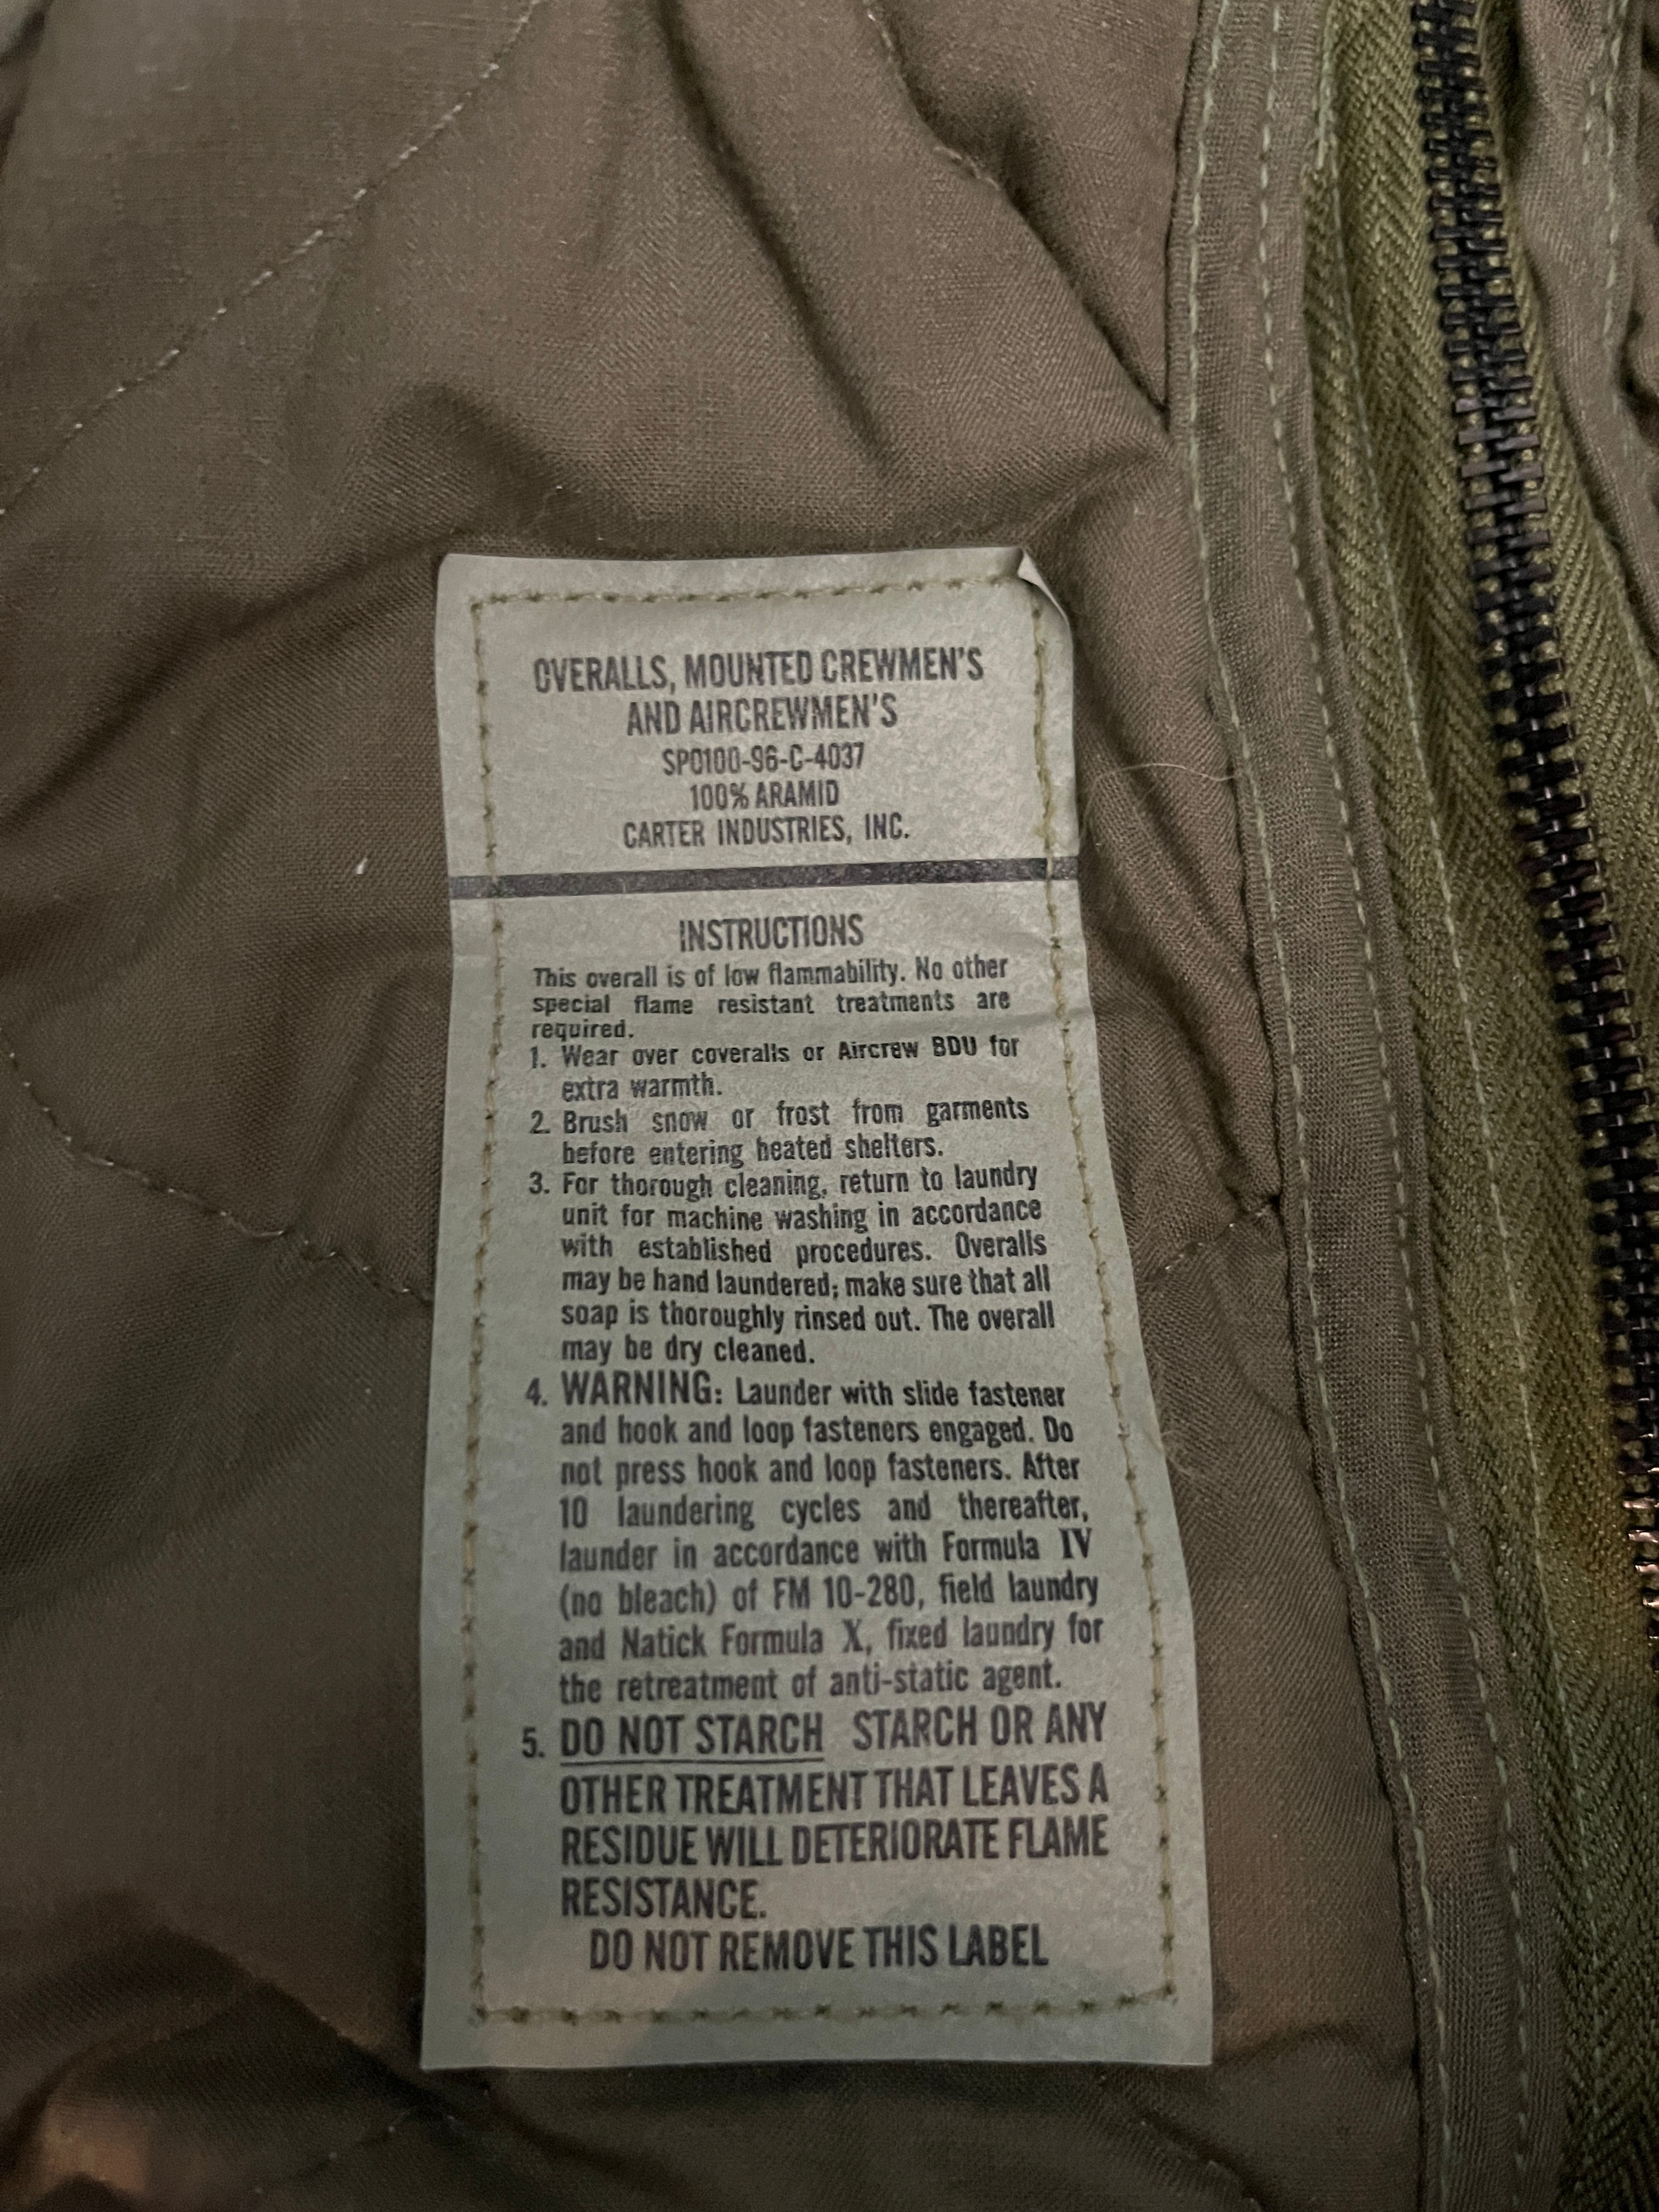 OVERALLS, MOUNTED CREWMEN'S
AND AIRCREWMEN'S
SPO100-96-C-4037
100% ARAMID
CARTER INDUSTRIES, INC.
INSTRUCTIONS
This overall is of low flammability. No other
special flame resistant treatments are
required.
1. Wear over coveralls or Aircrew BDU for
extra warmth.
2. Brush snow or frost from garments
before entering heated shelters.
3. For thorough cleaning, return to laundry
unit for machine washing in accordance
with established procedures. Overalls
may be hand laundered; make sure that all
soap is thoroughly rinsed out. The overall
may be dry cleaned.
4. WARNING: Launder with slide fastener
and hook and loop fasteners engaged. Do
not press hook and loop fasteners. After
10 laundering cycles and thereafter,
launder in accordance with Formula IV
(no bleach) of FM 10-280, field laundry
and Natick Formula X, fixed laundry for
the retreatment of anti-static agent.
5. DO NOT STARCH STARCH OR ANY
OTHER TREATMENT THAT LEAVES A
RESIDUE WILL DETERIORATE FLAME
RESISTANCE.
DO NOT REMOVE THIS LABEL